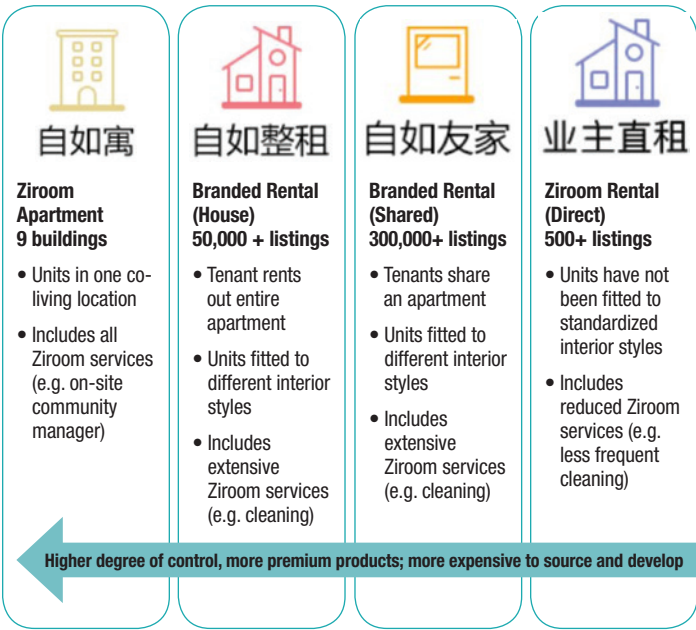 自如寓
Ziroom
Apartment
9 buildings
• Units in one co-
living location
• Includes all
Ziroom services
(e.g. on-site
community
manager)
自如整租
Branded Rental
(House)
50,000 + listings
• Tenant rents
out entire
apartment
• Units fitted to
different interior
styles
• Includes
extensive
Ziroom services
(e.g. cleaning)
自如友家
Branded Rental
(Shared)
300,000+ listings
• Tenants share
an apartment
• Units fitted to
different interior
styles
• Includes
extensive
Ziroom services
(e.g. cleaning)
业主直租
Ziroom Rental
(Direct)
500+ listings
• Units have not
been fitted to
standardized
interior styles
• Includes
reduced Ziroom
services (e.g.
less frequent
cleaning)
Higher degree of control, more premium products; more expensive to source and develop